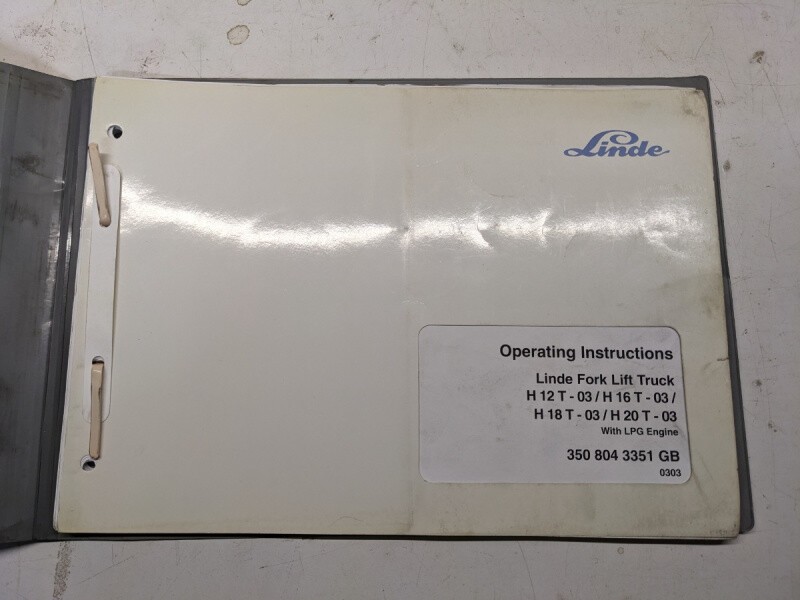 Linde
Operating Instructions
Linde Fork Lift Truck
H 12 T - 03 / H 16 T - 03 /
H 18 T - 03 / H 20 T - 03
With LPG Engine
350 804 3351 GB
0303